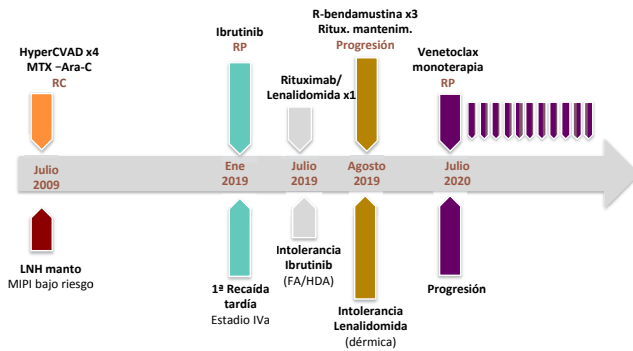 HyperCVAD x4
MTX –Ara-C
RC
Ibrutinib
RP
Rituximab/
Lenalidomida x1
R-bendamustina x3
Ritux. mantenim.
Progresión
Venetoclax
monoterapia
RP
Julio
2009
Ene
2019
Julio
2019
Agosto
2019
Julio
2020
LNH manto
MIPI bajo riesgo
1ª Recaída
tardía
Estadio IVa
Intolerancia
Ibrutinib
(FA/HDA)
Intolerancia
Lenalidomida
(dérmica)
Progresión